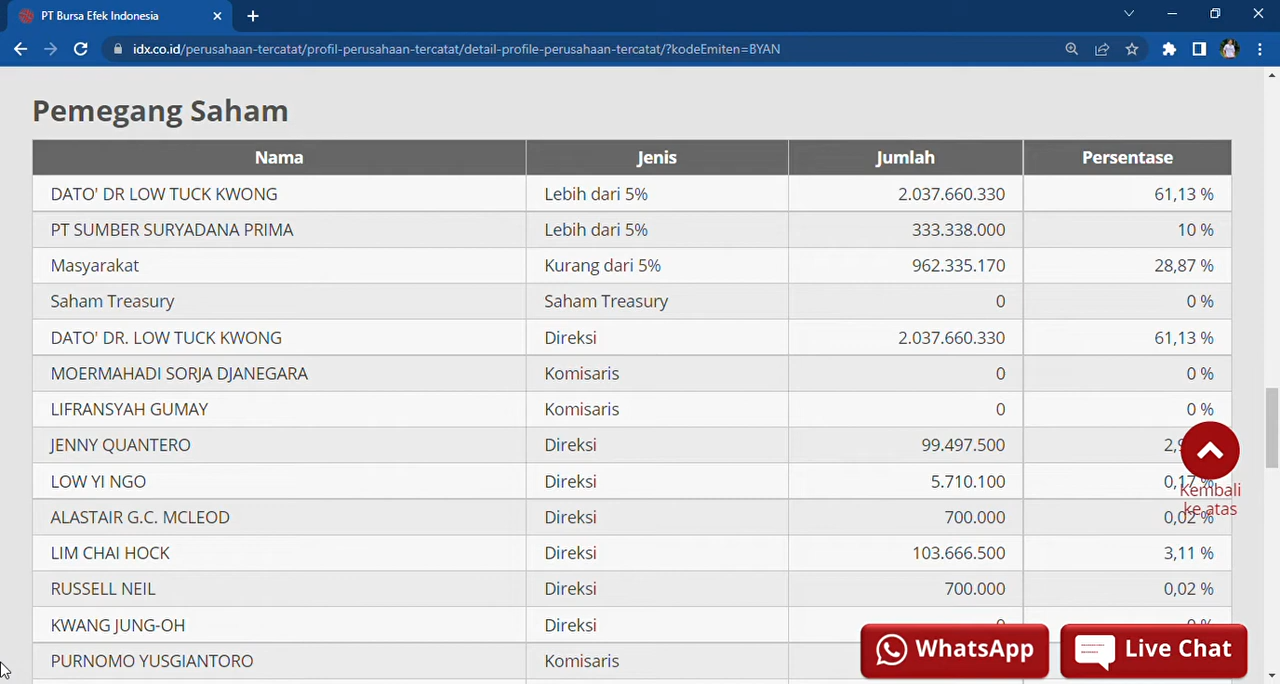 PT Bursa Efek Indonesia
idx.co.id/perusahaan-tercatat/profil-perusahaan-tercatat/detail-profile-perusahaan-tercatat/?kodeEmiten=BYAN
Pemegang Saham
Nama Jenis Jumlah Persentase
DATO' DR LOW TUCK KWONG Lebih dari 5% 2.037.660.330 61,13 %
PT SUMBER SURYADANA PRIMA Lebih dari 5% 333.338.000 10 %
Masyarakat Kurang dari 5% 962.335.170 28,87 %
Saham Treasury Saham Treasury 0 0 %
DATO' DR. LOW TUCK KWONG Direksi 2.037.660.330 61,13 %
MOERMAHADI SORJA DJANEGARA Komisaris 0 0 %
LIFRANSYAH GUMAY Komisaris 0 0 %
JENNY QUANTERO Direksi 99.497.500
LOW YI NGO Direksi 5.710.100 0,17 %
Kembali
ke atas
ALASTAIR G.C. MCLEOD Direksi 700.000 0,02 %
LIM CHAI HOCK Direksi 103.666.500 3,11 %
RUSSELL NEIL Direksi 700.000 0,02 %
KWANG JUNG-OH Direksi 0 0 %
PURNOMO YUSGIANTORO Komisaris
WhatsApp
Live Chat